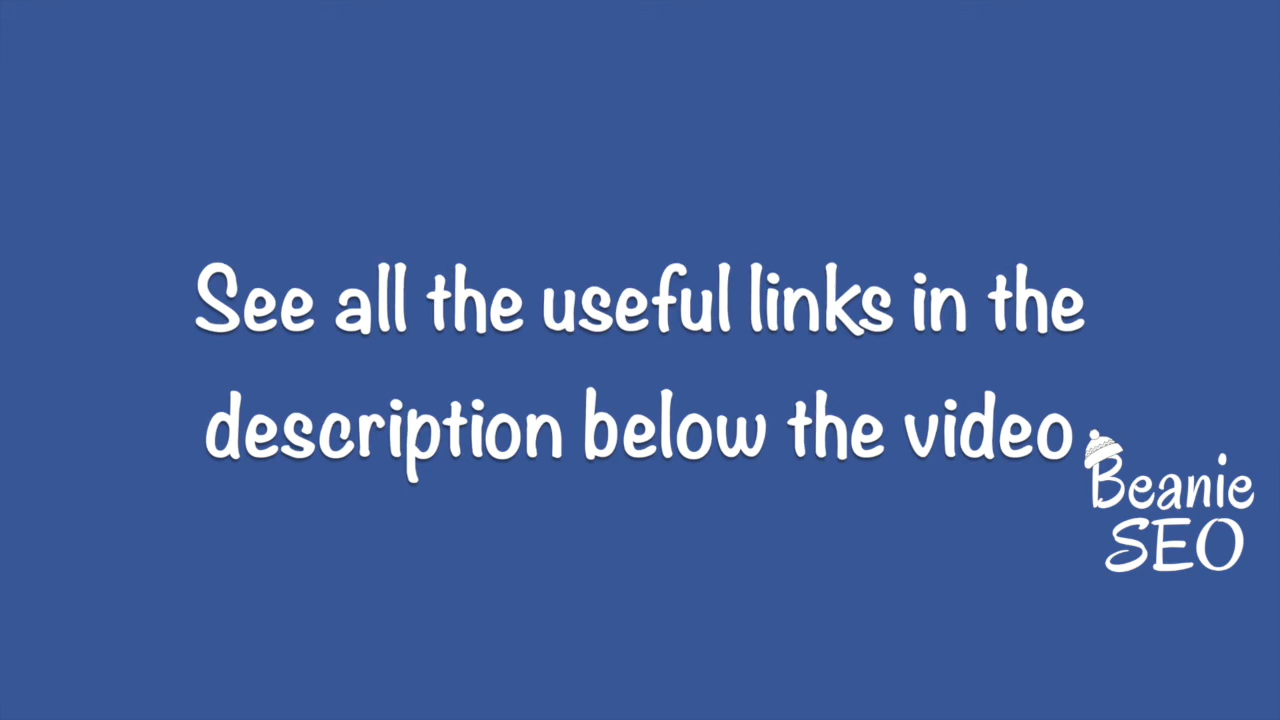 See all the useful links in the
description below the video
Beanie
SEO